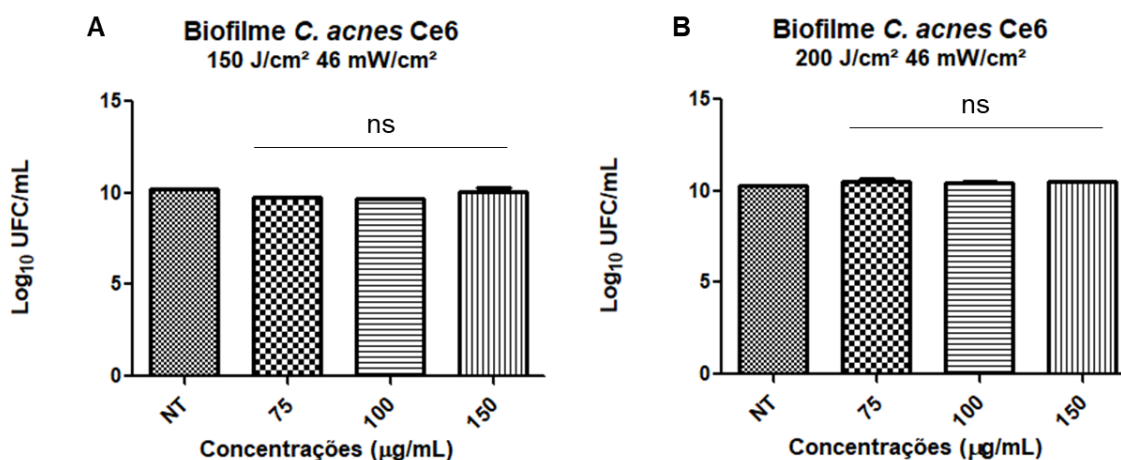 A
Biofilme C. acnes Ce6
150 J/cm² 46 mW/cm²
ns
15
10
5
0
Log₁₀ UFC/mL
NT
75
100
150
Concentrações (µg/mL)
B
Biofilme C. acnes Ce6
200 J/cm² 46 mW/cm²
ns
15
10
5
0
Log₁₀ UFC/mL
NT
75
100
150
Concentrações (µg/mL)